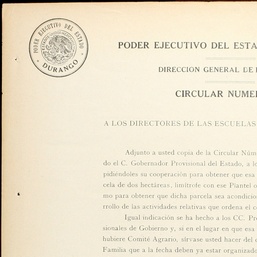 PODER EJECUTIVO DEL ESTADO
DURANGO
PODER EJECUTIVO DEL ESTA
DIRECCION GENERAL DE
CIRCULAR NUME
A LOS DIRECTORES DE LAS ESCUELAS
Adjunto a usted copia de la Circular Núm
do el C. Gobernador Provisional del Estado, a lo
pidiéndoles su cooperación para obtener que esa
cela de dos hectáreas, limítrofe con ese Plantel o
mo para obtener que dicha parcela sea acondicio
rrollo de las actividades relativas que ordena el c
Igual indicación se ha hecho a los CC. Pr
sionales de Gobierno y, si en el lugar en que esa
hubiere Comité Agrario, sírvase usted hacer del c
Familia que a la fecha deben ya estar organizado